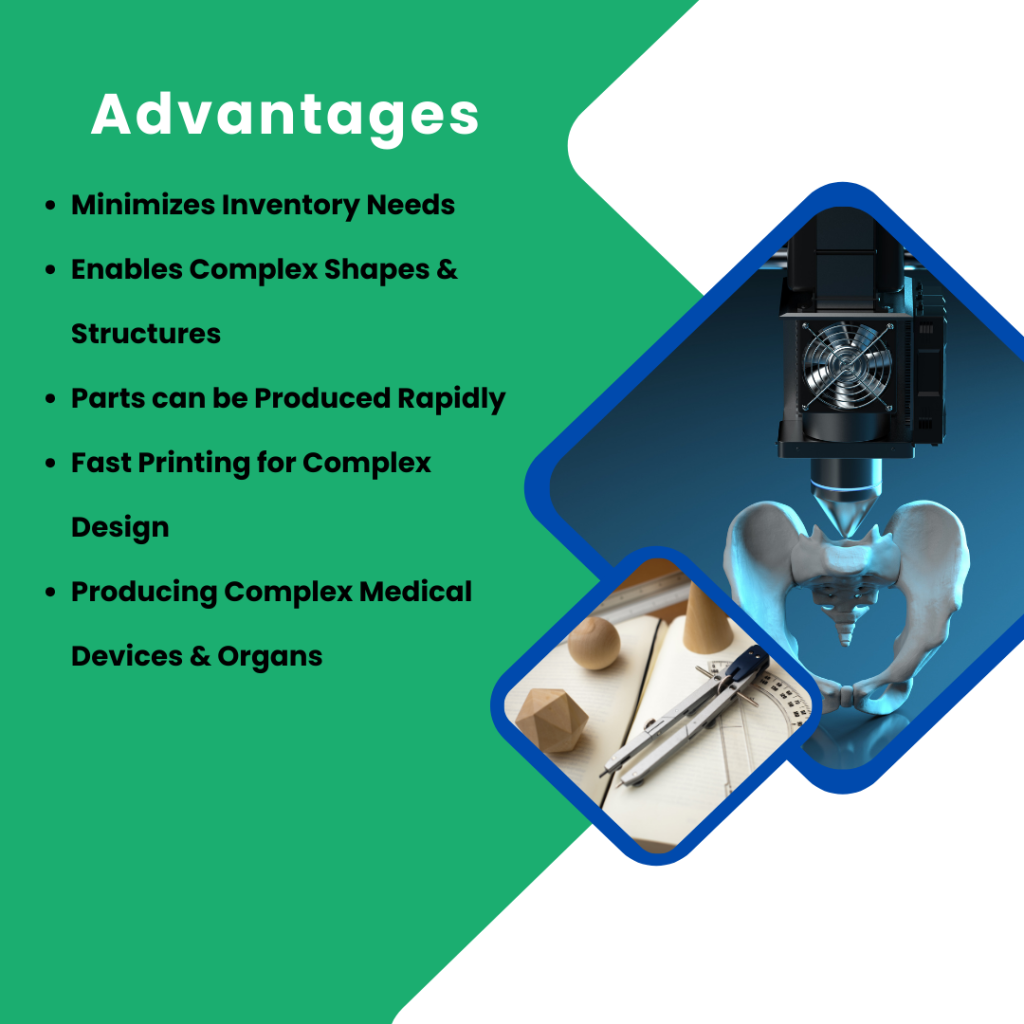 Advantages
• Minimizes Inventory Needs
• Enables Complex Shapes &
Structures
• Parts can be Produced Rapidly
• Fast Printing for Complex
Design
• Producing Complex Medical
Devices & Organs